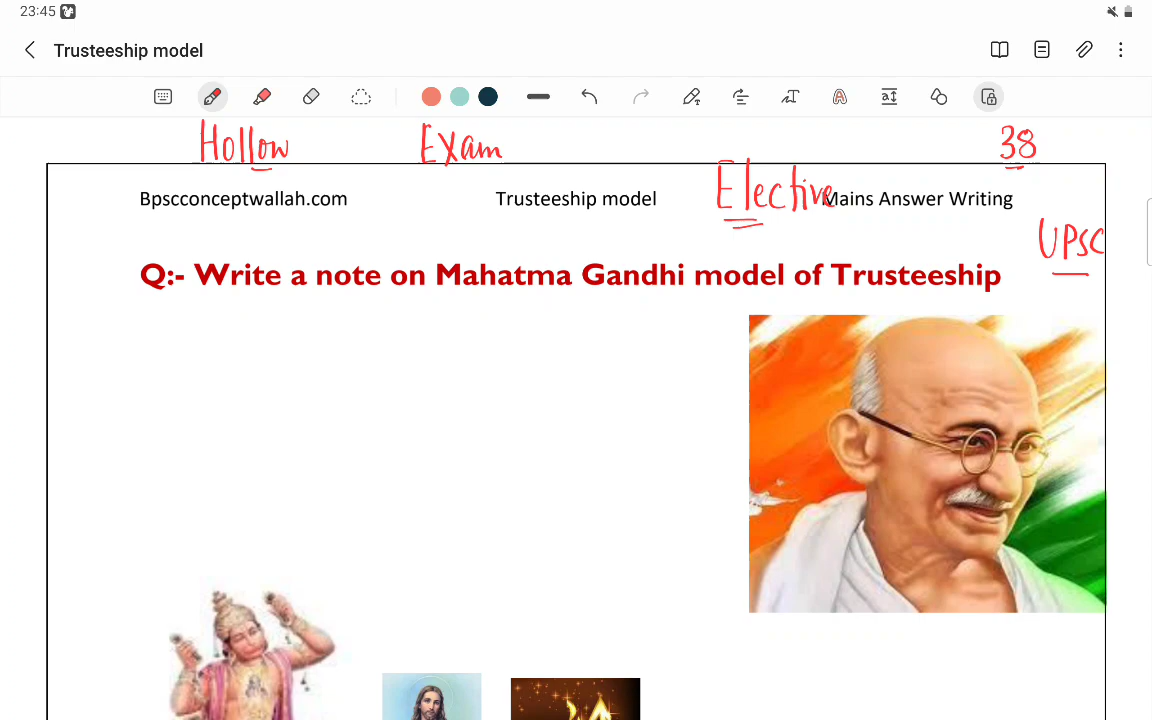 23:45
Trusteeship model
Hollow Exam 38
Elective
Bpscconceptwallah.com Trusteeship model Mains Answer Writing
UPSC
Q:- Write a note on Mahatma Gandhi model of Trusteeship